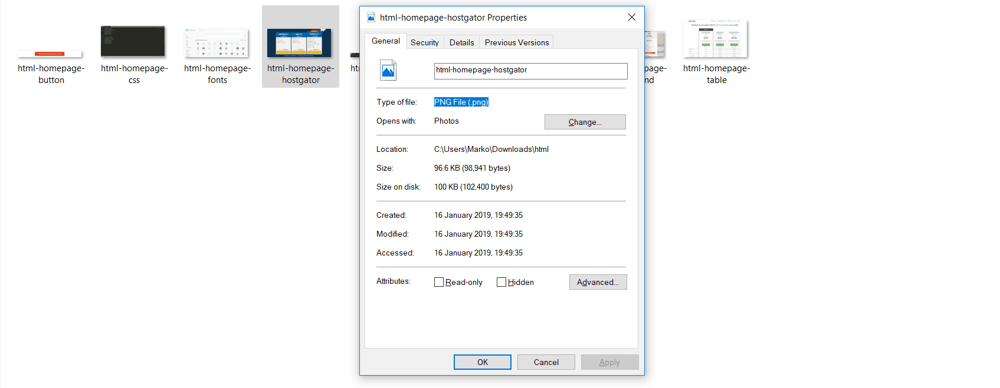 html-homepage-hostgator Properties
General
Security
Details
Previous Versions
html-homepage-hostgator
Type of file:
PNG File (.png)
Opens with:
Photos
Change...
Location:
C:\Users\Marko\Downloads\html
Size:
96.6 KB (98,941 bytes)
Size on disk:
100 KB (102,400 bytes)
Created:
16 January 2019, 19:49:35
Modified:
16 January 2019, 19:49:35
Accessed:
16 January 2019, 19:49:35
Attributes:
Read-only
Hidden
Advanced...
OK
Cancel
Apply
html-homepage-
button
html-homepage-
css
html-homepage-
fonts
html-homepage-
hostgator
html-homepage-
table